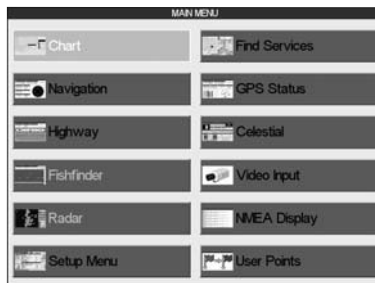 MAIN MENU
Chart
Find Services
Navigation
GPS Status
Highway
Celestial
Fishfinder
Video Input
Radar
NMEA Display
Setup Menu
User Points